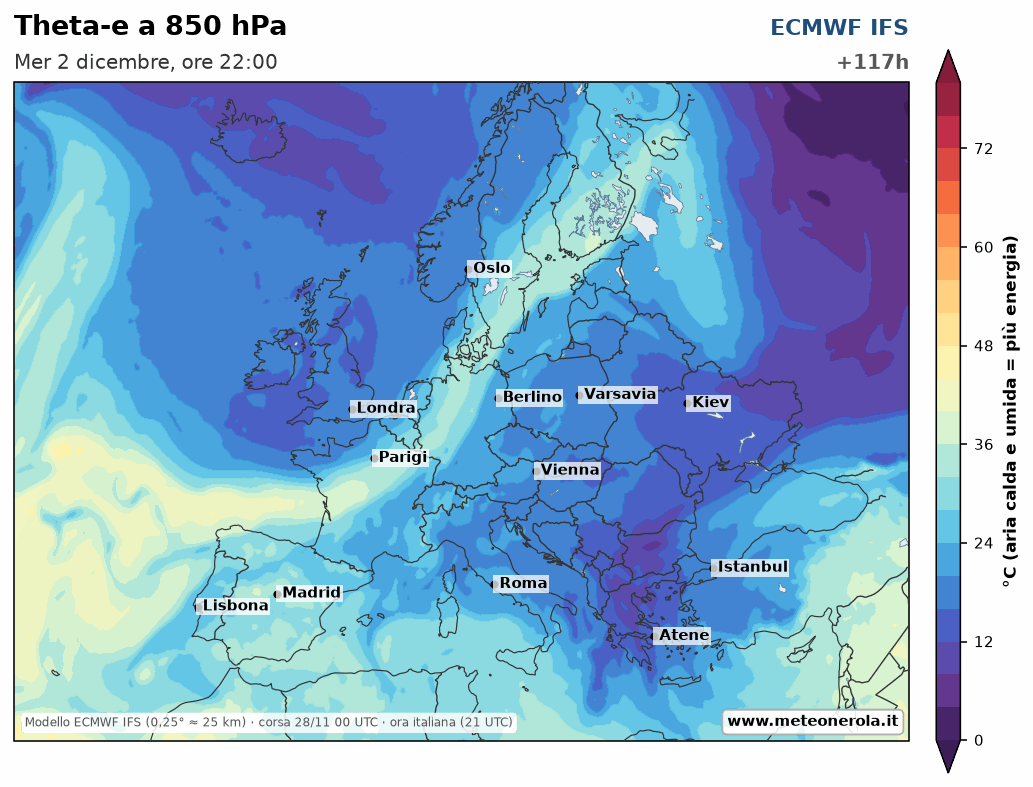 Theta-e a 850 hPa
ECMWF IFS
Mer 2 dicembre, ore 22:00
+117h
72
60
48
36
24
12
0
°C (aria calda e umida = più energia)
Oslo
Londra
Berlino
Varsavia
Kiev
Parigi
Vienna
Istanbul
Roma
Madrid
Lisbona
Atene
Modello ECMWF IFS (0,25° ≈ 25 km) · corsa 28/11 00 UTC · ora italiana (21 UTC)
www.meteonerola.it